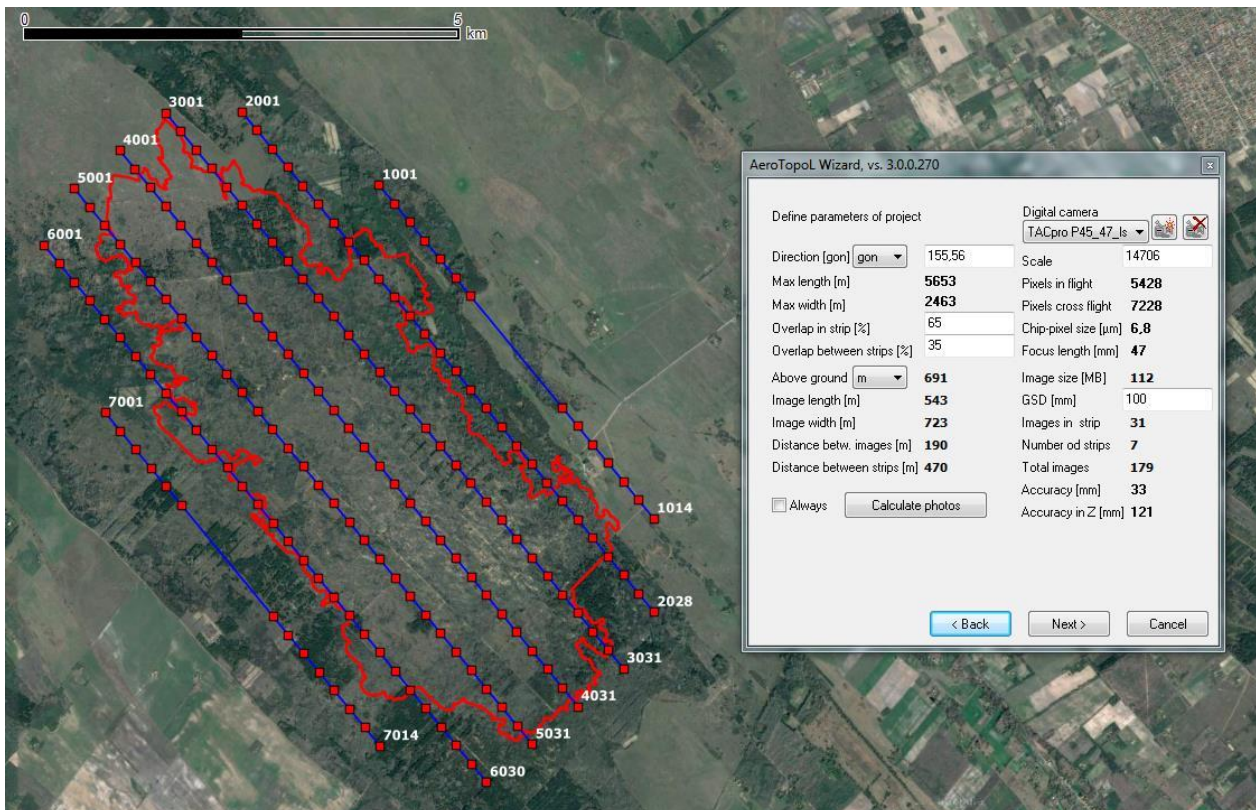 0 5
km
3001 2001
4001
5001
1001
6001
7001
1014
2028
3031
4031
5031
7014
6030
AeroTopoL Wizard, vs. 3.0.0.270
x
Define parameters of project
Digital camera
TACpro P45_47_ls
Direction [gon] gon 155,56
Scale 14706
Max length [m] 5653
Pixels in flight 5428
Max width [m] 2463
Pixels cross flight 7228
Overlap in strip [%] 65
Chip-pixel size [µm] 6,8
Overlap between strips [%] 35
Focus length [mm] 47
Above ground m 691
Image size [MB] 112
Image length [m] 543
GSD [mm] 100
Image width [m] 723
Images in strip 31
Distance betw. images [m] 190
Number od strips 7
Distance between strips [m] 470
Total images 179
Accuracy [mm] 33
Always Calculate photos
Accuracy in Z [mm] 121
< Back Next > Cancel